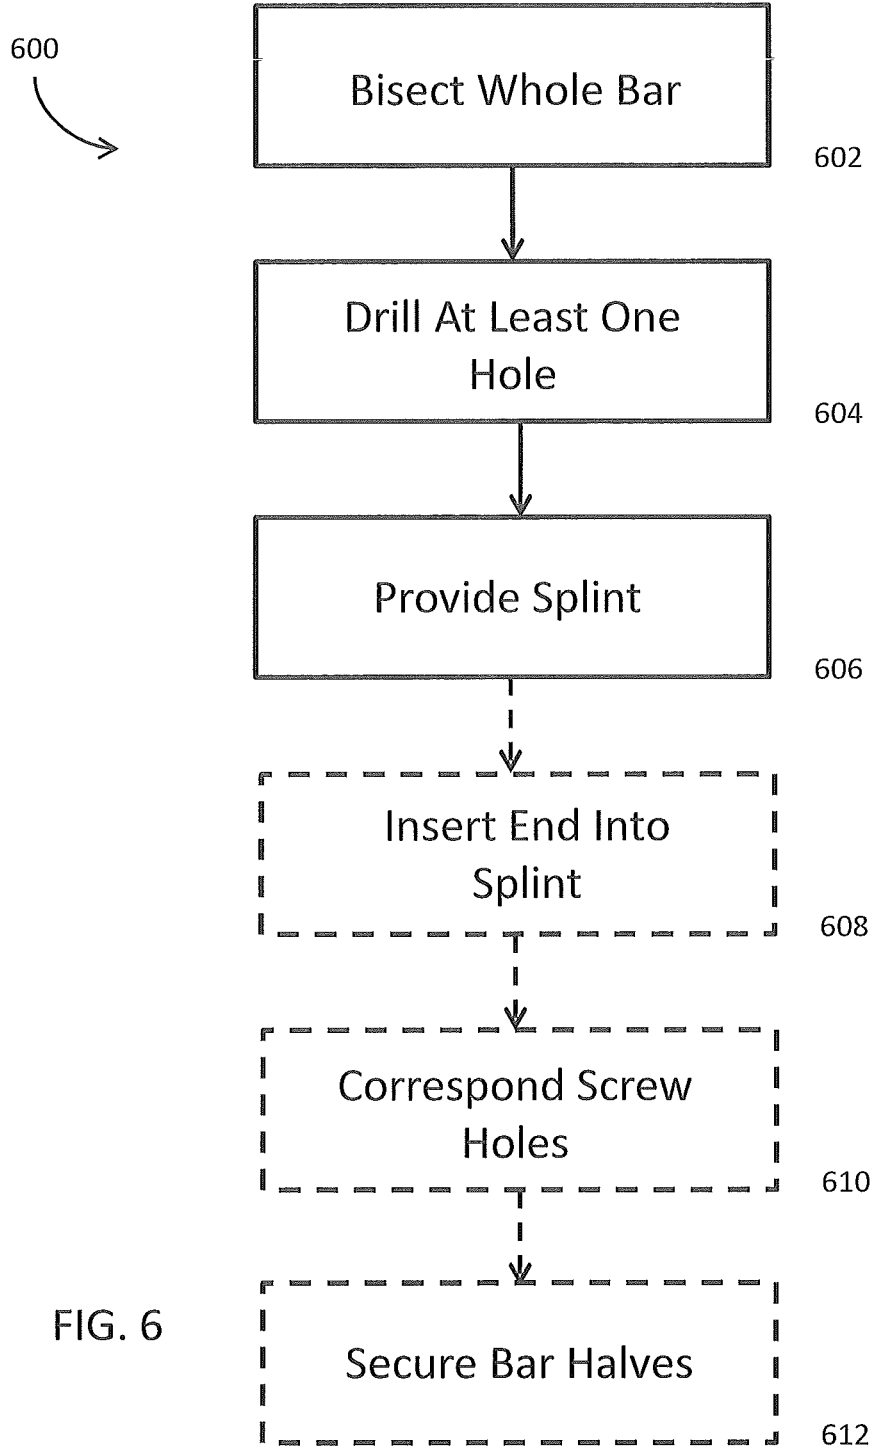 600
Bisect Whole Bar
602
Drill At Least One
Hole
604
Provide Splint
606
Insert End Into
Splint
608
Correspond Screw
Holes
610
FIG. 6
Secure Bar Halves
612